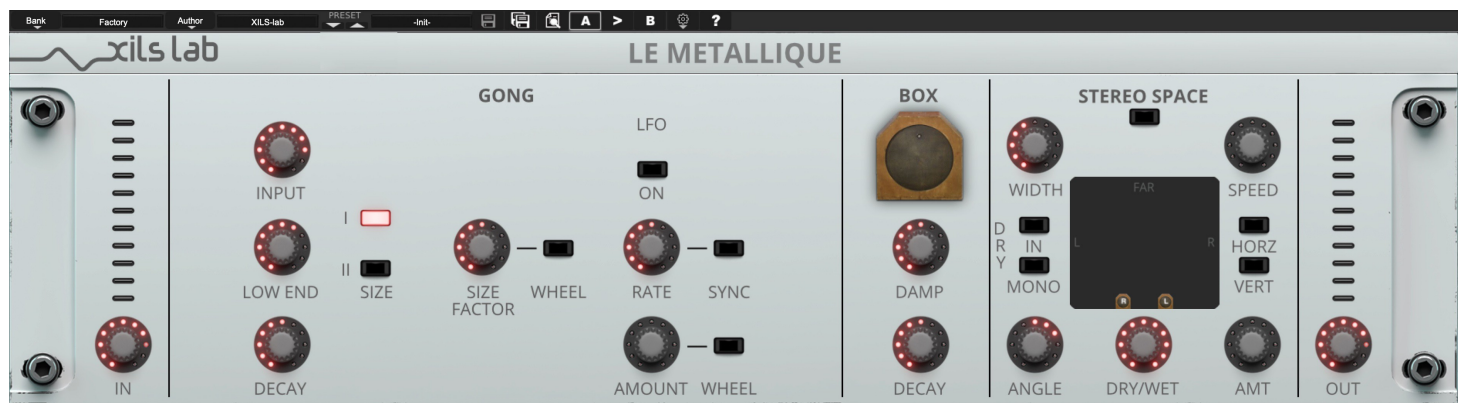 Bank Factory Author XILS-lab PRESET -Init- A > B ?
xils lab LE METALLIQUE
GONG BOX STEREO SPACE
LFO
INPUT ON WIDTH FAR SPEED
I
DRY IN L R HORZ
II
LOW END SIZE SIZE FACTOR WHEEL RATE SYNC DAMP MONO VERT
R L
IN DECAY AMOUNT WHEEL DECAY ANGLE DRY/WET AMT OUT